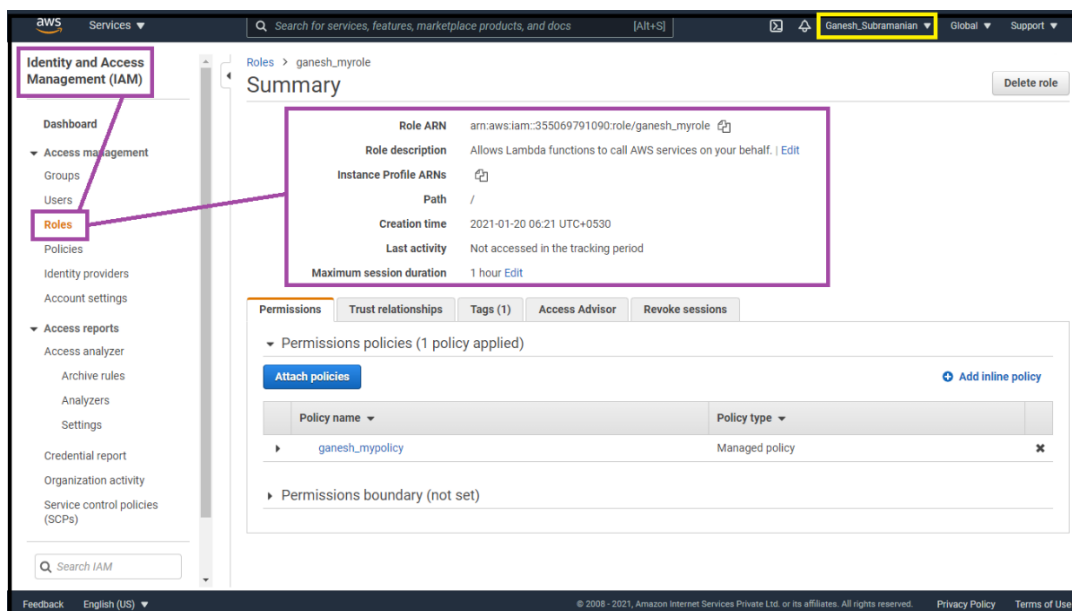 aws Services ▼ Search for services, features, marketplace products, and docs [Alt+S] Ganesh_Subramanian ▼ Global ▼ Support ▼
Identity and Access
Management (IAM)
Dashboard
Access management
Groups
Users
Roles
Policies
Identity providers
Account settings
Access reports
Access analyzer
Archive rules
Analyzers
Settings
Credential report
Organization activity
Service control policies
(SCPs)
Search IAM
Roles > ganesh_myrole
Summary
Delete role
Role ARN arn:aws:iam::355069791090:role/ganesh_myrole
Role description Allows Lambda functions to call AWS services on your behalf. | Edit
Instance Profile ARNs
Path /
Creation time 2021-01-20 06:21 UTC+0530
Last activity Not accessed in the tracking period
Maximum session duration 1 hour Edit
Permissions Trust relationships Tags (1) Access Advisor Revoke sessions
Permissions policies (1 policy applied)
Attach policies Add inline policy
Policy name Policy type
ganesh_mypolicy Managed policy
Permissions boundary (not set)
Feedback English (US) ▼ © 2008 - 2021, Amazon Internet Services Private Ltd. or its affiliates. All rights reserved. Privacy Policy Terms of Use